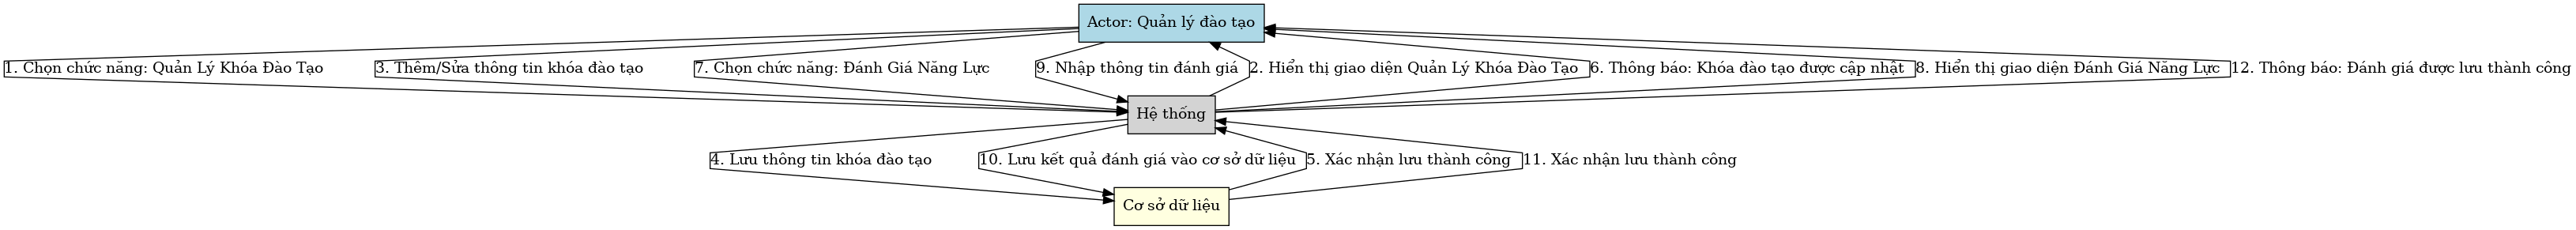 Actor: Quản lý đào tạo
1. Chọn chức năng: Quản Lý Khóa Đào Tạo
3. Thêm/Sửa thông tin khóa đào tạo
7. Chọn chức năng: Đánh Giá Năng Lực
9. Nhập thông tin đánh giá
2. Hiển thị giao diện Quản Lý Khóa Đào Tạo
6. Thông báo: Khóa đào tạo được cập nhật
8. Hiển thị giao diện Đánh Giá Năng Lực
12. Thông báo: Đánh giá được lưu thành công
Hệ thống
4. Lưu thông tin khóa đào tạo
10. Lưu kết quả đánh giá vào cơ sở dữ liệu
5. Xác nhận lưu thành công
11. Xác nhận lưu thành công
Cơ sở dữ liệu